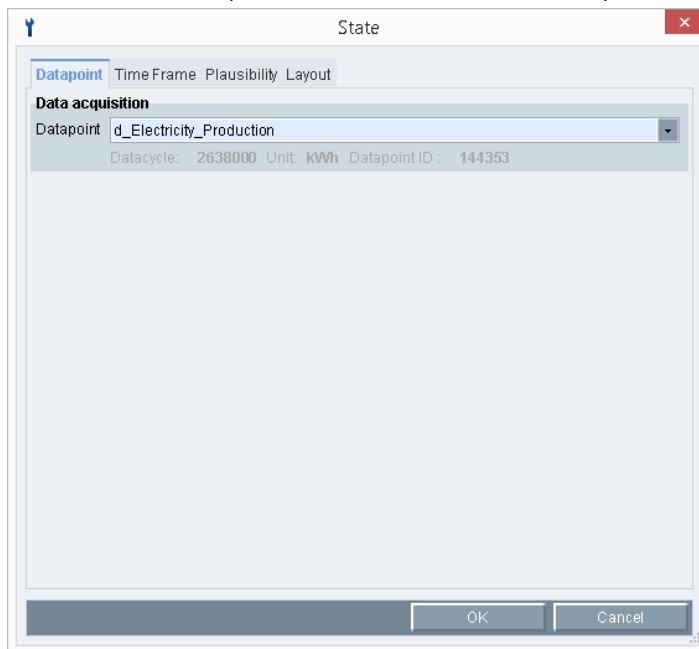 State
Datapoint Time Frame Plausibility Layout
Data acquisition
Datapoint d_Electricity_Production
Datacycle: 2638000 Unit: kWh Datapoint ID : 144353
OK Cancel